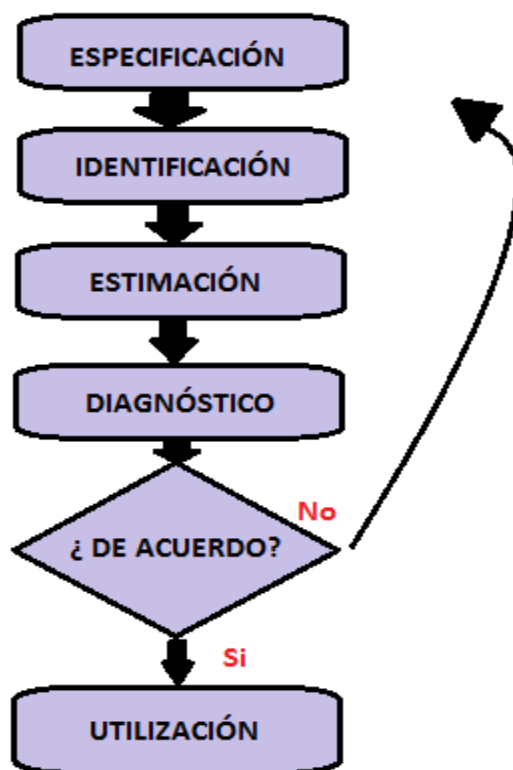 ESPECIFICACIÓN
IDENTIFICACIÓN
ESTIMACIÓN
DIAGNÓSTICO
No
¿ DE ACUERDO?
Si
UTILIZACIÓN